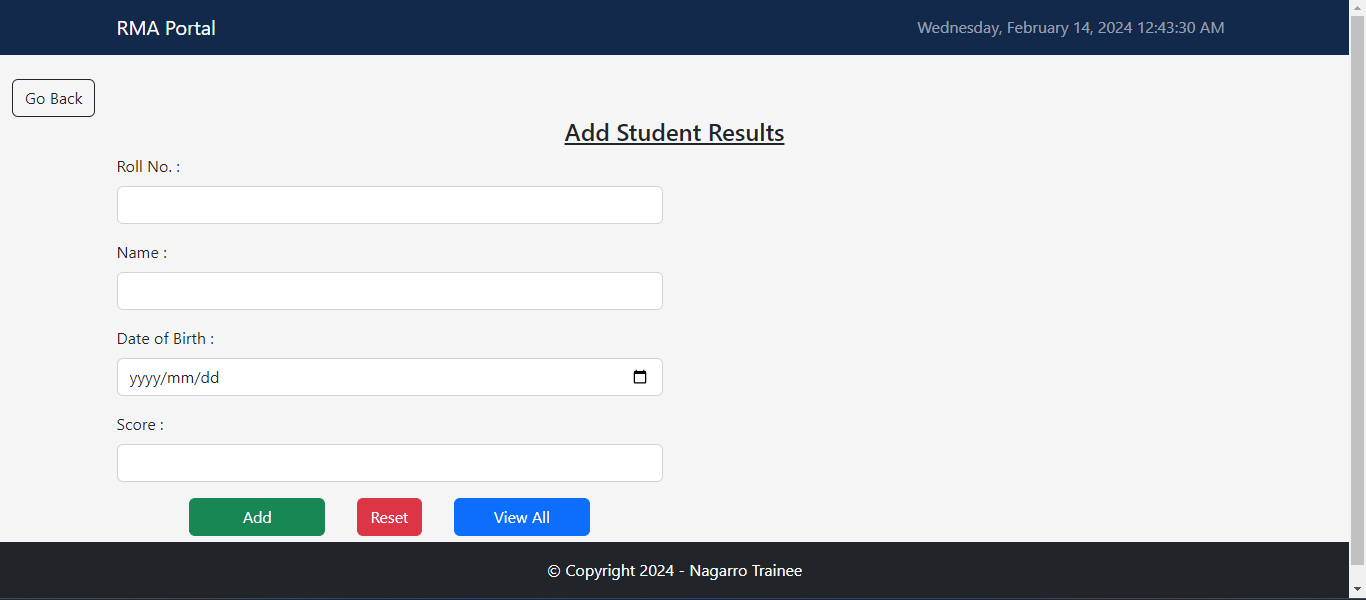 RMA Portal
Wednesday, February 14, 2024 12:43:30 AM
Go Back
Add Student Results
Roll No. :
Name :
Date of Birth :
yyyy/mm/dd
Score :
Add
Reset
View All
© Copyright 2024 - Nagarro Trainee